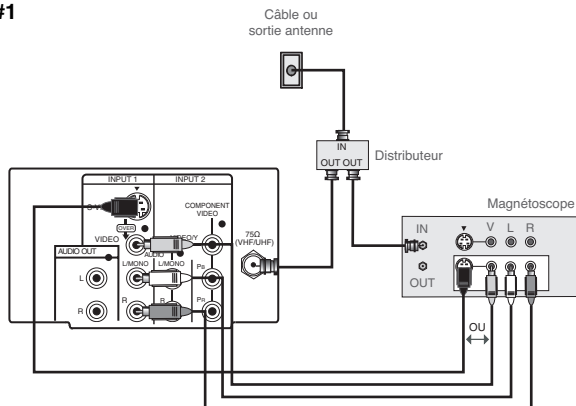 #1
Câble ou
sortie antenne
IN
OUT OUT
Distributeur
Magnétoscope
INPUT 1
INPUT 2
OVER
COMPONENT
VIDEO
VIDEO
VIDEO/Y
75Ω
(VHF/UHF)
AUDIO OUT
AUDIO
L/MONO
L/MONO
PB
L
R
R
R
PR
IN
V
L
R
OUT
OU